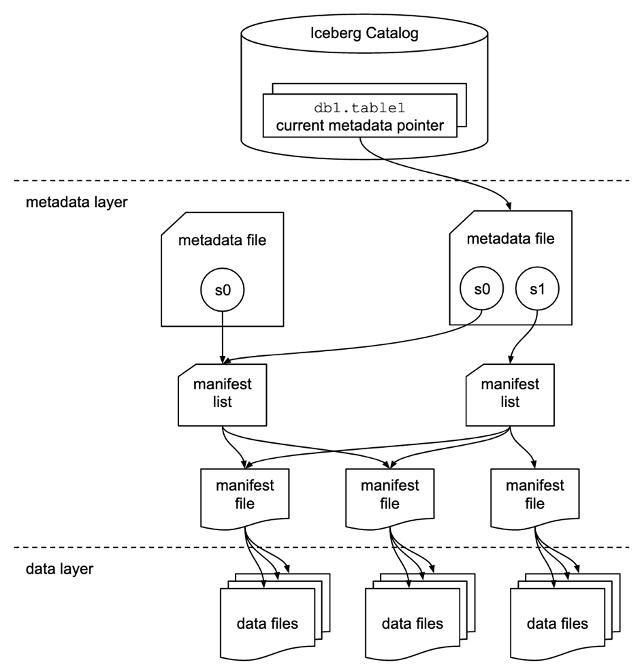 Iceberg Catalog
db1.table1
current metadata pointer
metadata layer
metadata file
s0
metadata file
s0
s1
manifest
list
manifest
list
manifest
file
manifest
file
manifest
file
data layer
data files
data files
data files